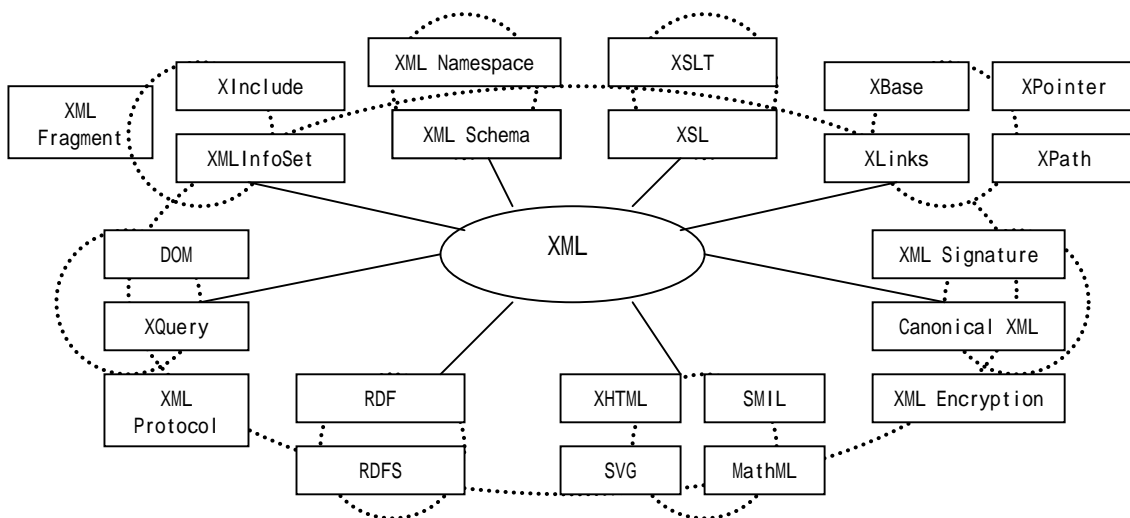 XML Namespace
XSLT
XInclude
XBase
XPointer
XML
Fragment
XML Schema
XSL
XMLInfoSet
XLinks
XPath
XML
DOM
XML Signature
XQuery
Canonical XML
XML
Protocol
RDF
XHTML
SMIL
XML Encryption
RDFS
SVG
MathML